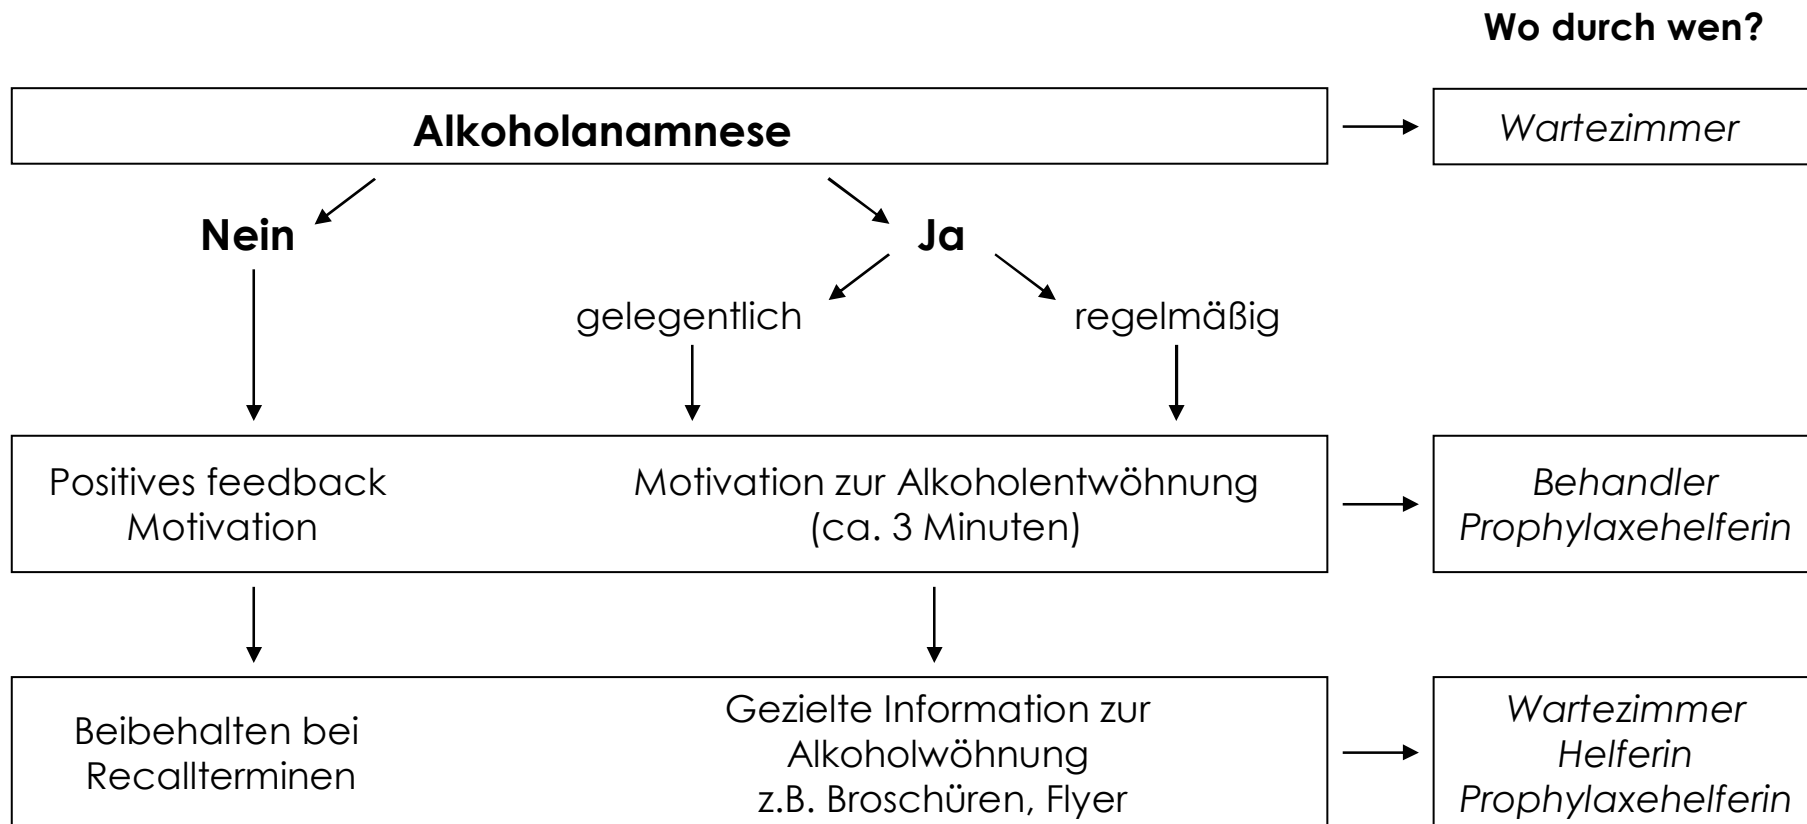 Wo durch wen?
Alkoholanamnese
Wartezimmer
Nein
Ja
gelegentlich
regelmäßig
Positives feedback
Motivation
Motivation zur Alkoholentwöhnung
(ca. 3 Minuten)
Behandler
Prophylaxehelferin
Beibehalten bei
Recallterminen
Gezielte Information zur
Alkoholwöhnung
z.B. Broschüren, Flyer
Wartezimmer
Helferin
Prophylaxehelferin